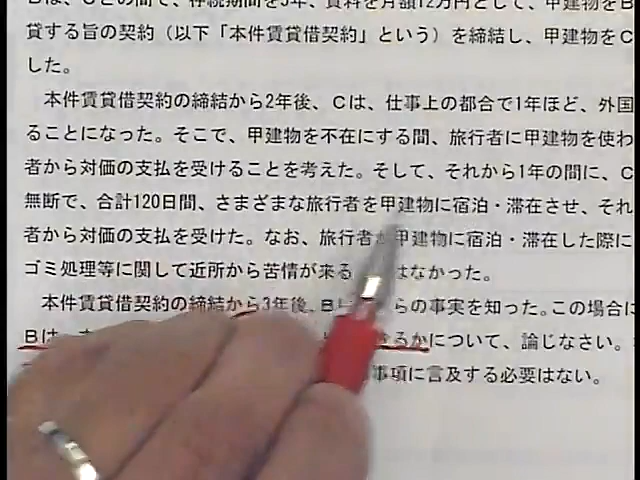 Bは、Cとの間で、存続期間を5年、賃料を月額12万円として、甲建物をB
貸する旨の契約（以下「本件賃貸借契約」という）を締結し、甲建物をC
した。
本件賃貸借契約の締結から2年後、Cは、仕事上の都合で1年ほど、外国
ることになった。そこで、甲建物を不在にする間、旅行者に甲建物を使わ
者から対価の支払を受けることを考えた。そして、それから1年の間に、C
無断で、合計120日間、さまざまな旅行者を甲建物に宿泊・滞在させ、それ
者から対価の支払を受けた。なお、旅行者が甲建物に宿泊・滞在した際に
ゴミ処理等に関して近所から苦情が来る はなかった。
本件賃貸借契約の締結から3年後、B らの事実を知った。この場合に
Bは、 るかについて、論じなさい。
事項に言及する必要はない。